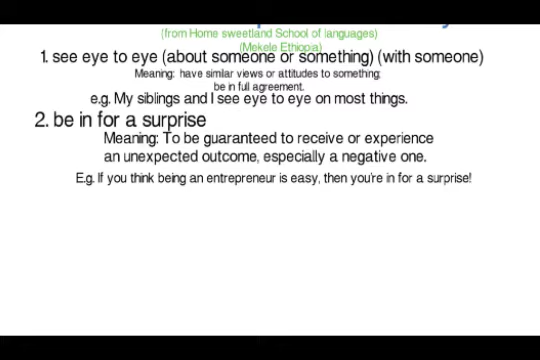 (from Home sweetland School of languages)
(Mekele Ethiopia)
1. see eye to eye (about someone or something) (with someone)
Meaning: have similar views or attitudes to somethng;
be in full agreement.
e.g. My siblings and I see eye to eye on most things.
2. be in for a surprise
Meaning: To be guaranteed to receive or experience
an unexpected outcome, especially a negative one.
E.g. If you think being an entrepreneur is easy, then you're in for a surprise!